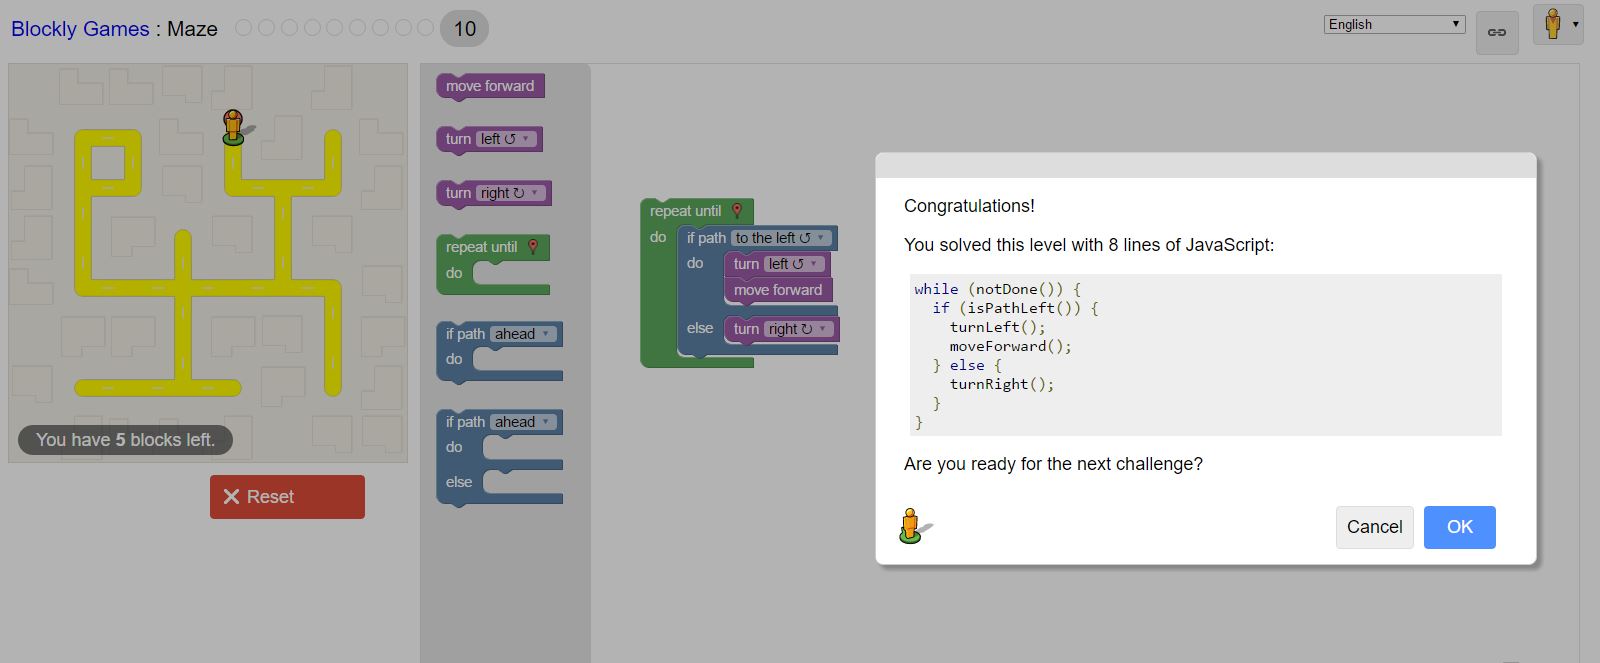 Blockly Games : Maze 10
English
move forward
turn left ↺
turn right ↻
repeat until
do
if path ahead
do
if path ahead
do
else
repeat until
do if path to the left ↺
do turn left ↺
move forward
else turn right ↻
You have 5 blocks left.
Reset
Congratulations!
You solved this level with 8 lines of JavaScript:
while (notDone()) {
  if (isPathLeft()) {
    turnLeft();
    moveForward();
  } else {
    turnRight();
  }
}
Are you ready for the next challenge?
Cancel OK